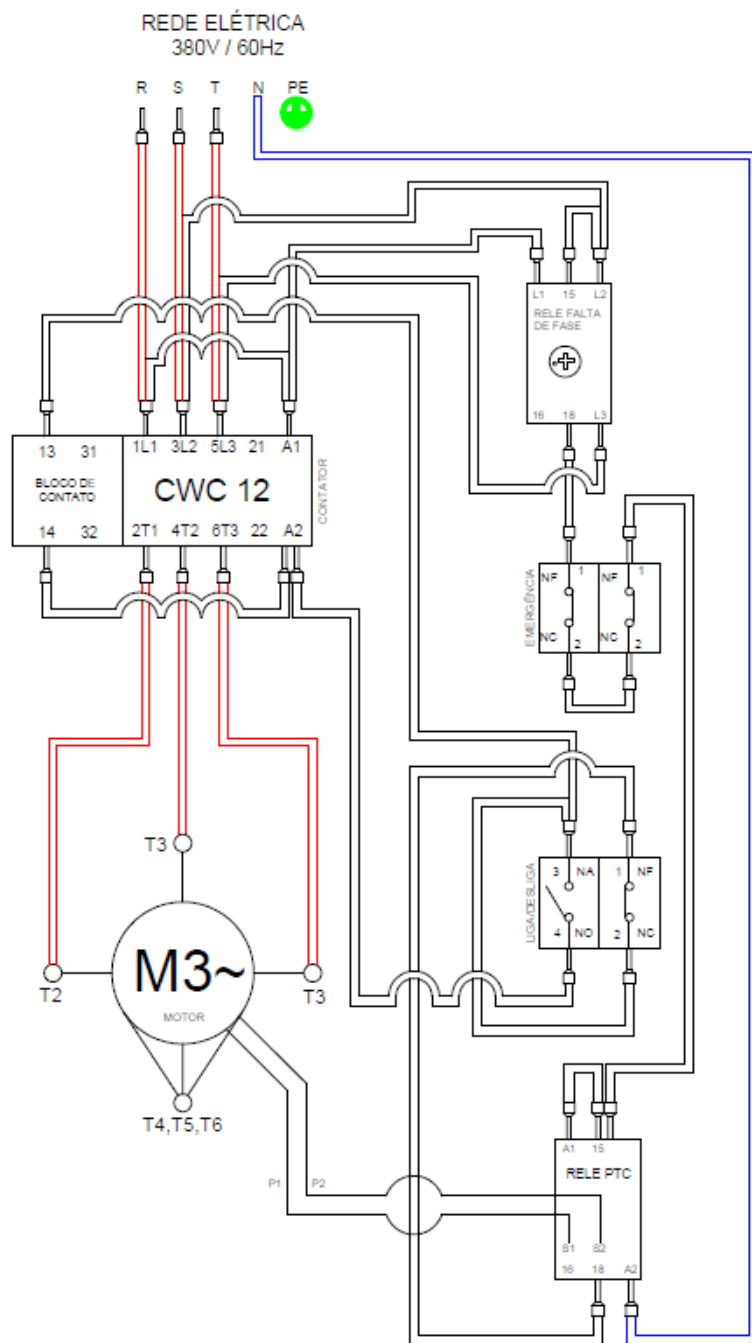 REDE ELÉTRICA
380V / 60Hz
R S T N PE
L1 15 L2
RELE FALTA
DE FASE
16 18 L3
13 31
BLOCO DE
CONTATO
14 32
1L1 3L2 5L3 21 A1
CWC 12
2T1 4T2 6T3 22 A2
CONTATOR
EMERGÊNCIA
NF 1 NF 1
NC 2 NC 2
LIGA/DESLIGA
3 NA 1 NF
4 NO 2 NC
T3
M3~
MOTOR
T2
T3
T4,T5,T6
P1 P2
A1 15
RELE PTC
S1 S2
16 18 A2